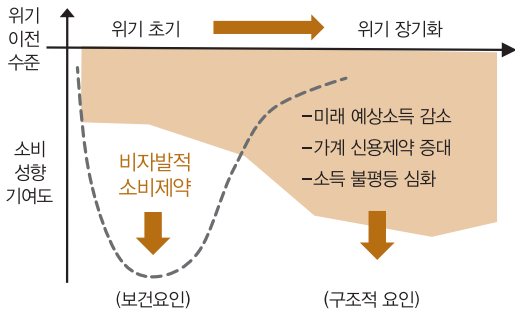 위기
이전
수준
위기 초기
위기 장기화
소비
성향
기여도
비자발적
소비제약
–미래 예상소득 감소
–가계 신용제약 증대
–소득 불평등 심화
(보건요인)
(구조적 요인)